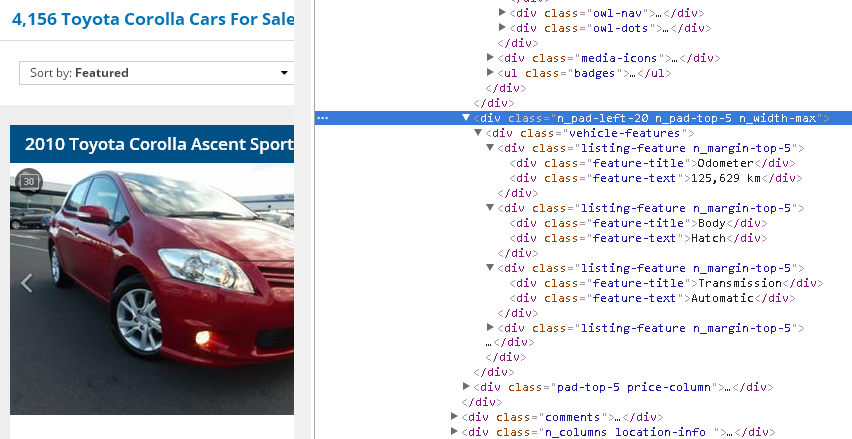 4,156 Toyota Corolla Cars For Sale
Sort by: Featured
2010 Toyota Corolla Ascent Sport
30
▶<div class="owl-nav">…</div>
▶<div class="owl-dots">…</div>
</div>
▶<div class="media-icons">…</div>
▶<ul class="badges">…</ul>
</div>
</div>
… ▼<div class="n_pad-left-20 n_pad-top-5 n_width-max">
▼<div class="vehicle-features">
▼<div class="listing-feature n_margin-top-5">
<div class="feature-title">Odometer</div>
<div class="feature-text">125,629 km</div>
</div>
▼<div class="listing-feature n_margin-top-5">
<div class="feature-title">Body</div>
<div class="feature-text">Hatch</div>
</div>
▼<div class="listing-feature n_margin-top-5">
<div class="feature-title">Transmission</div>
<div class="feature-text">Automatic</div>
</div>
▶<div class="listing-feature n_margin-top-5">
…</div>
</div>
</div>
▶<div class="pad-top-5 price-column">…</div>
</div>
▶<div class="comments">…</div>
▶<div class="n_columns location-info ">…</div>